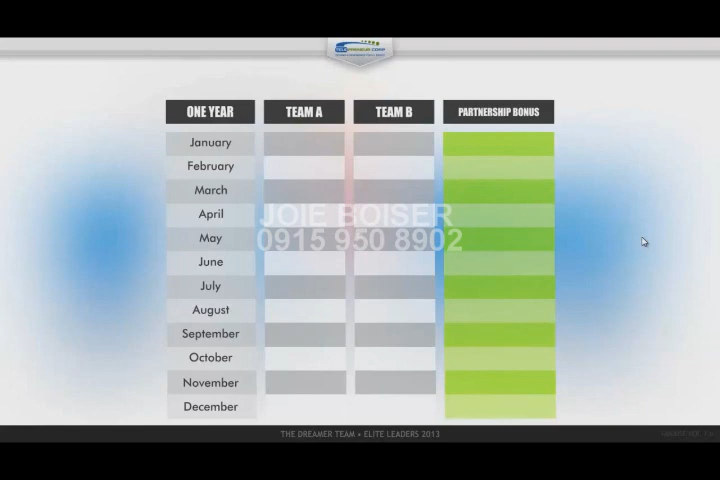 ONE YEAR TEAM A TEAM B PARTNERSHIP BONUS
January
February
March
April
JOIE BOISER
May
0915 950 8902
June
July
August
September
October
November
December
THE DREAMER TEAM • ELITE LEADERS 2013